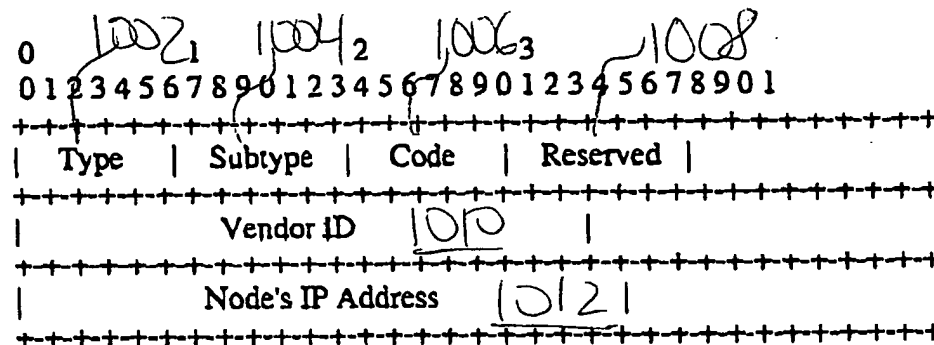 1002 1004 1006 1008
0 1 2 3
0 1 2 3 4 5 6 7 8 9 0 1 2 3 4 5 6 7 8 9 0 1 2 3 4 5 6 7 8 9 0 1
+-+-+-+-+-+-+-+-+-+-+-+-+-+-+-+-+-+-+-+-+-+-+-+-+-+-+-+-+-+-+-+-+
| Type | Subtype | Code | Reserved |
+-+-+-+-+-+-+-+-+-+-+-+-+-+-+-+-+-+-+-+-+-+-+-+-+-+-+-+-+-+-+-+-+
| Vendor ID 1010 |
+-+-+-+-+-+-+-+-+-+-+-+-+-+-+-+-+-+-+-+-+-+-+-+-+-+-+-+-+-+-+-+-+
| Node's IP Address 1012 |
+-+-+-+-+-+-+-+-+-+-+-+-+-+-+-+-+-+-+-+-+-+-+-+-+-+-+-+-+-+-+-+-+